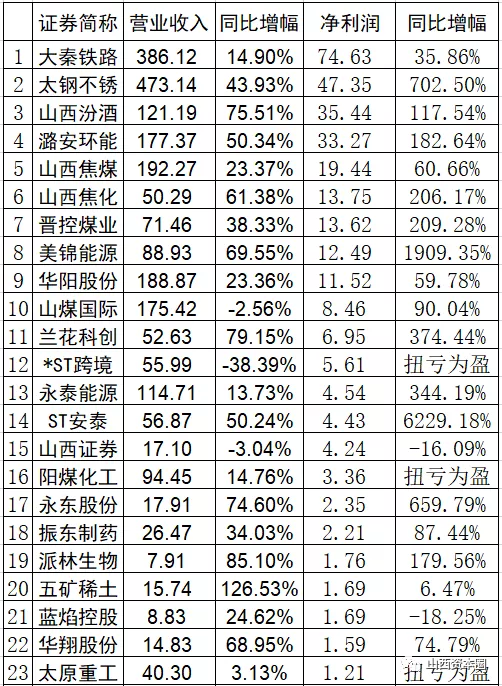 证券简称 营业收入 同比增幅 净利润 同比增幅
1 大秦铁路 386.12 14.90% 74.63 35.86%
2 太钢不锈 473.14 43.93% 47.35 702.50%
3 山西汾酒 121.19 75.51% 35.44 117.54%
4 潞安环能 177.37 50.34% 33.27 182.64%
5 山西焦煤 192.27 23.37% 19.44 60.66%
6 山西焦化 50.29 61.38% 13.75 206.17%
7 晋控煤业 71.46 38.33% 13.62 209.28%
8 美锦能源 88.93 69.55% 12.49 1909.35%
9 华阳股份 188.87 23.36% 11.52 59.78%
10 山煤国际 175.42 -2.56% 8.46 90.04%
11 兰花科创 52.63 79.15% 6.95 374.44%
12 *ST跨境 55.99 -38.39% 5.61 扭亏为盈
13 永泰能源 114.71 13.73% 4.54 344.19%
14 ST安泰 56.87 50.24% 4.43 6229.18%
15 山西证券 17.10 -3.04% 4.24 -16.09%
16 阳煤化工 94.45 14.76% 3.36 扭亏为盈
17 永东股份 17.91 74.60% 2.35 659.79%
18 振东制药 26.47 34.03% 2.21 87.44%
19 派林生物 7.91 85.10% 1.76 179.56%
20 五矿稀土 15.74 126.53% 1.69 6.47%
21 蓝焰控股 8.83 24.62% 1.69 -18.25%
22 华翔股份 14.83 68.95% 1.59 74.79%
23 太原重工 40.30 3.13% 1.21 扭亏为盈
山西资本圈